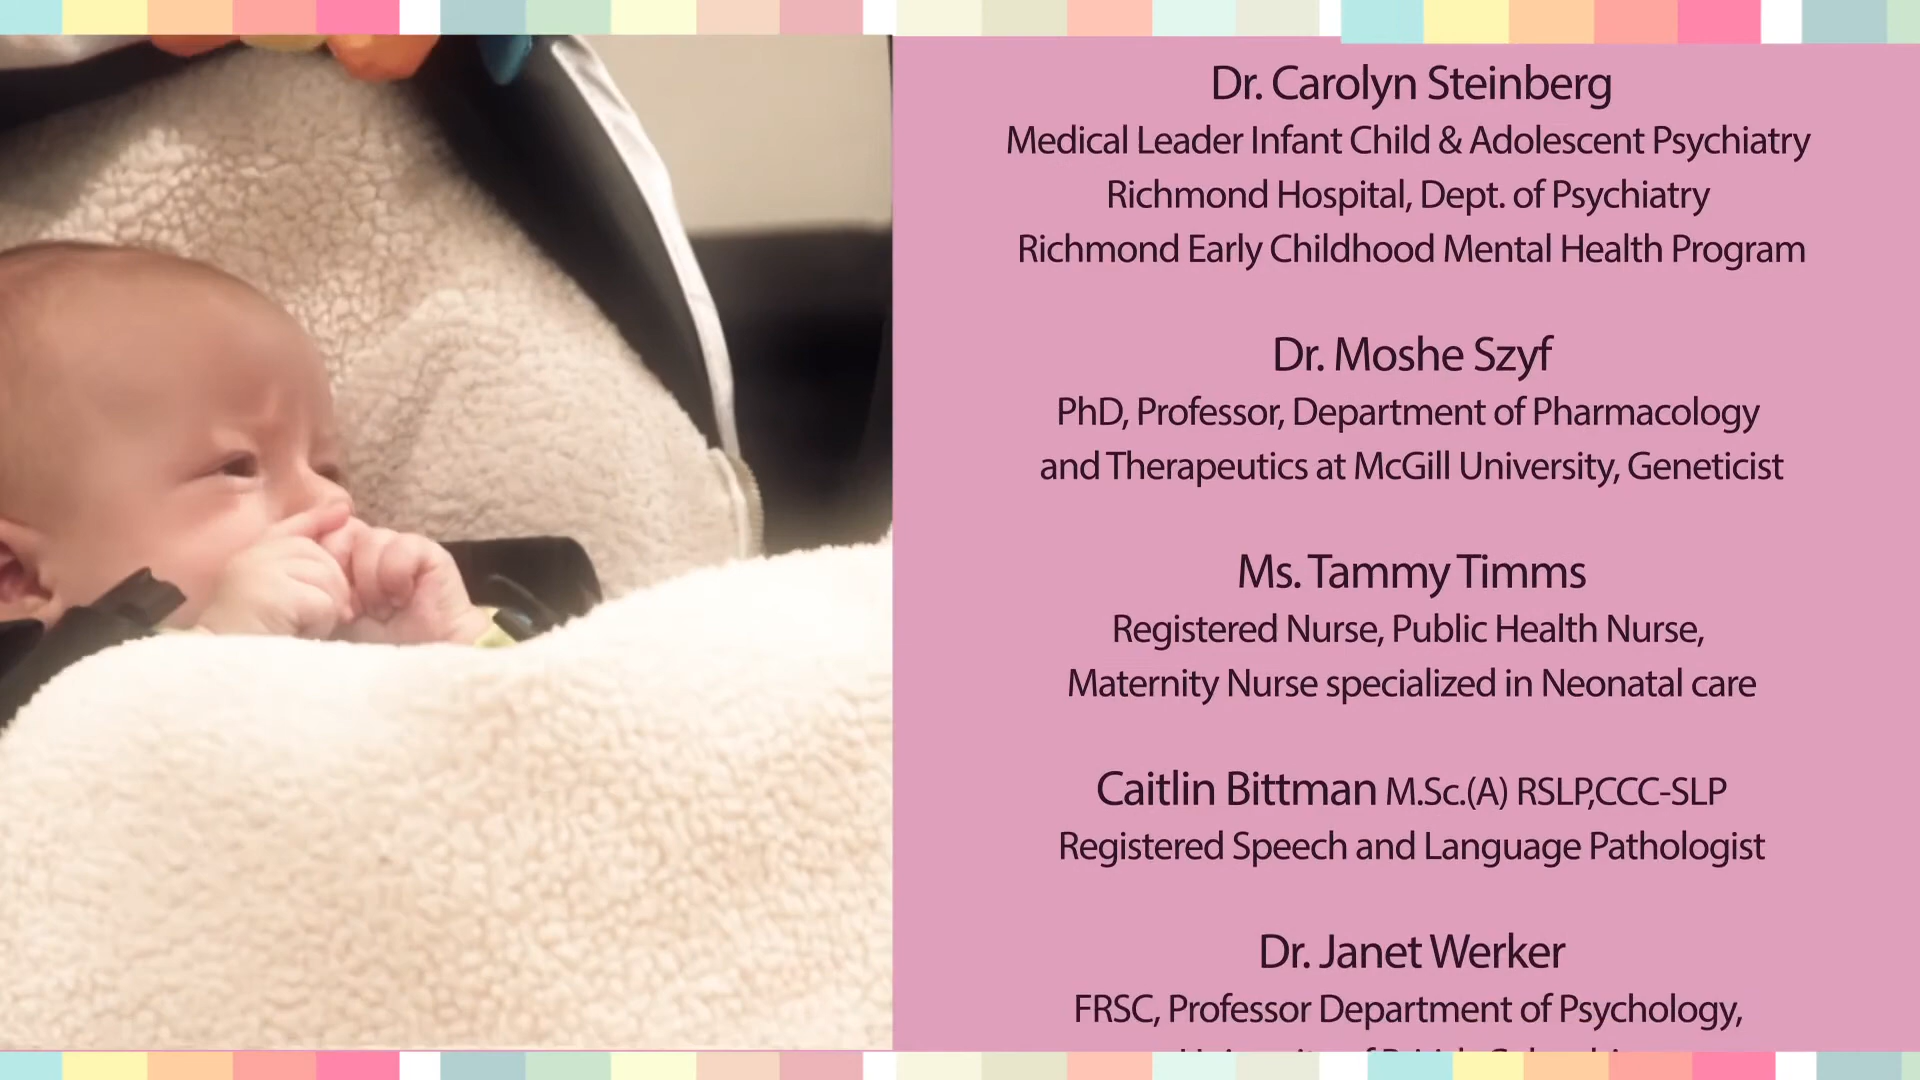 Dr. Carolyn Steinberg
Medical Leader Infant Child & Adolescent Psychiatry
Richmond Hospital, Dept. of Psychiatry
Richmond Early Childhood Mental Health Program
Dr. Moshe Szyf
PhD, Professor, Department of Pharmacology
and Therapeutics at McGill University, Geneticist
Ms. Tammy Timms
Registered Nurse, Public Health Nurse,
Maternity Nurse specialized in Neonatal care
Caitlin Bittman M.Sc.(A) RSLP,CCC-SLP
Registered Speech and Language Pathologist
Dr. Janet Werker
FRSC, Professor Department of Psychology,